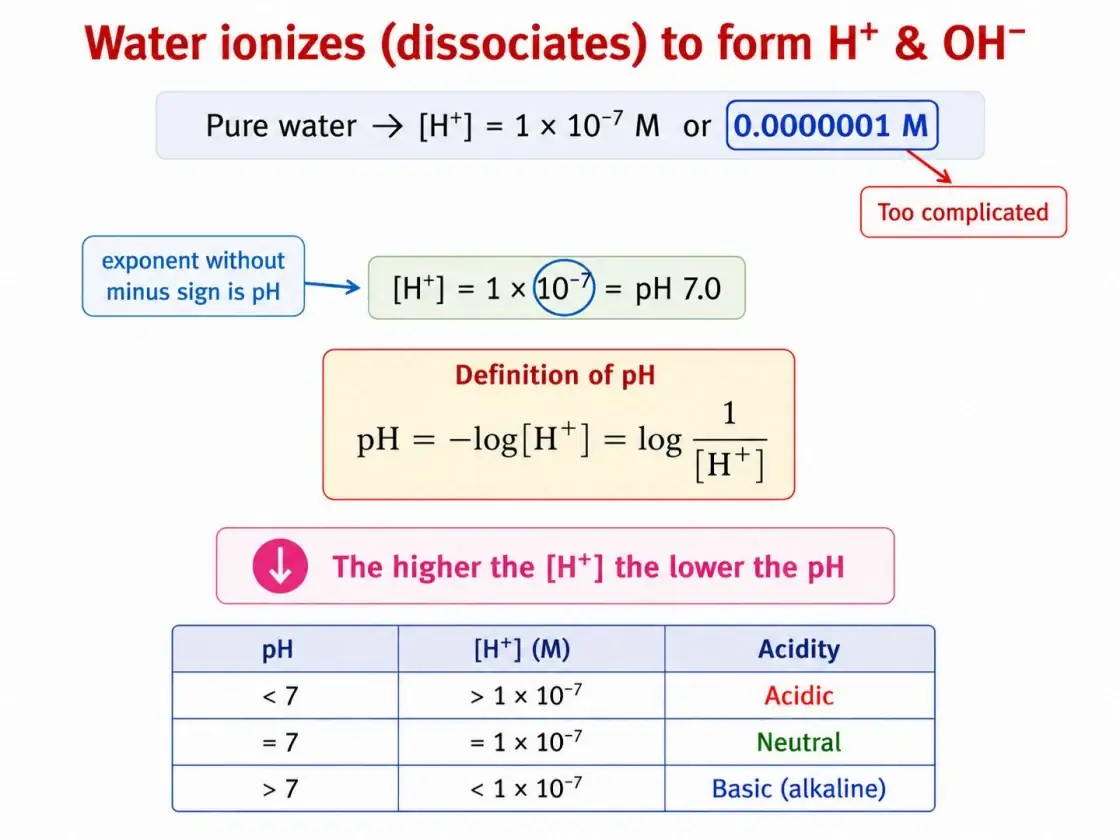 Water ionizes (dissociates) to form H⁺ & OH⁻
Pure water → [H⁺] = 1 × 10⁻⁷ M or 0.0000001 M
Too complicated
exponent without
minus sign is pH
[H⁺] = 1 × 10⁻⁷ = pH 7.0
Definition of pH
pH = −log[H⁺] = log 1/[H⁺]
The higher the [H⁺] the lower the pH
pH [H⁺] (M) Acidity
< 7 > 1 × 10⁻⁷ Acidic
= 7 = 1 × 10⁻⁷ Neutral
> 7 < 1 × 10⁻⁷ Basic (alkaline)